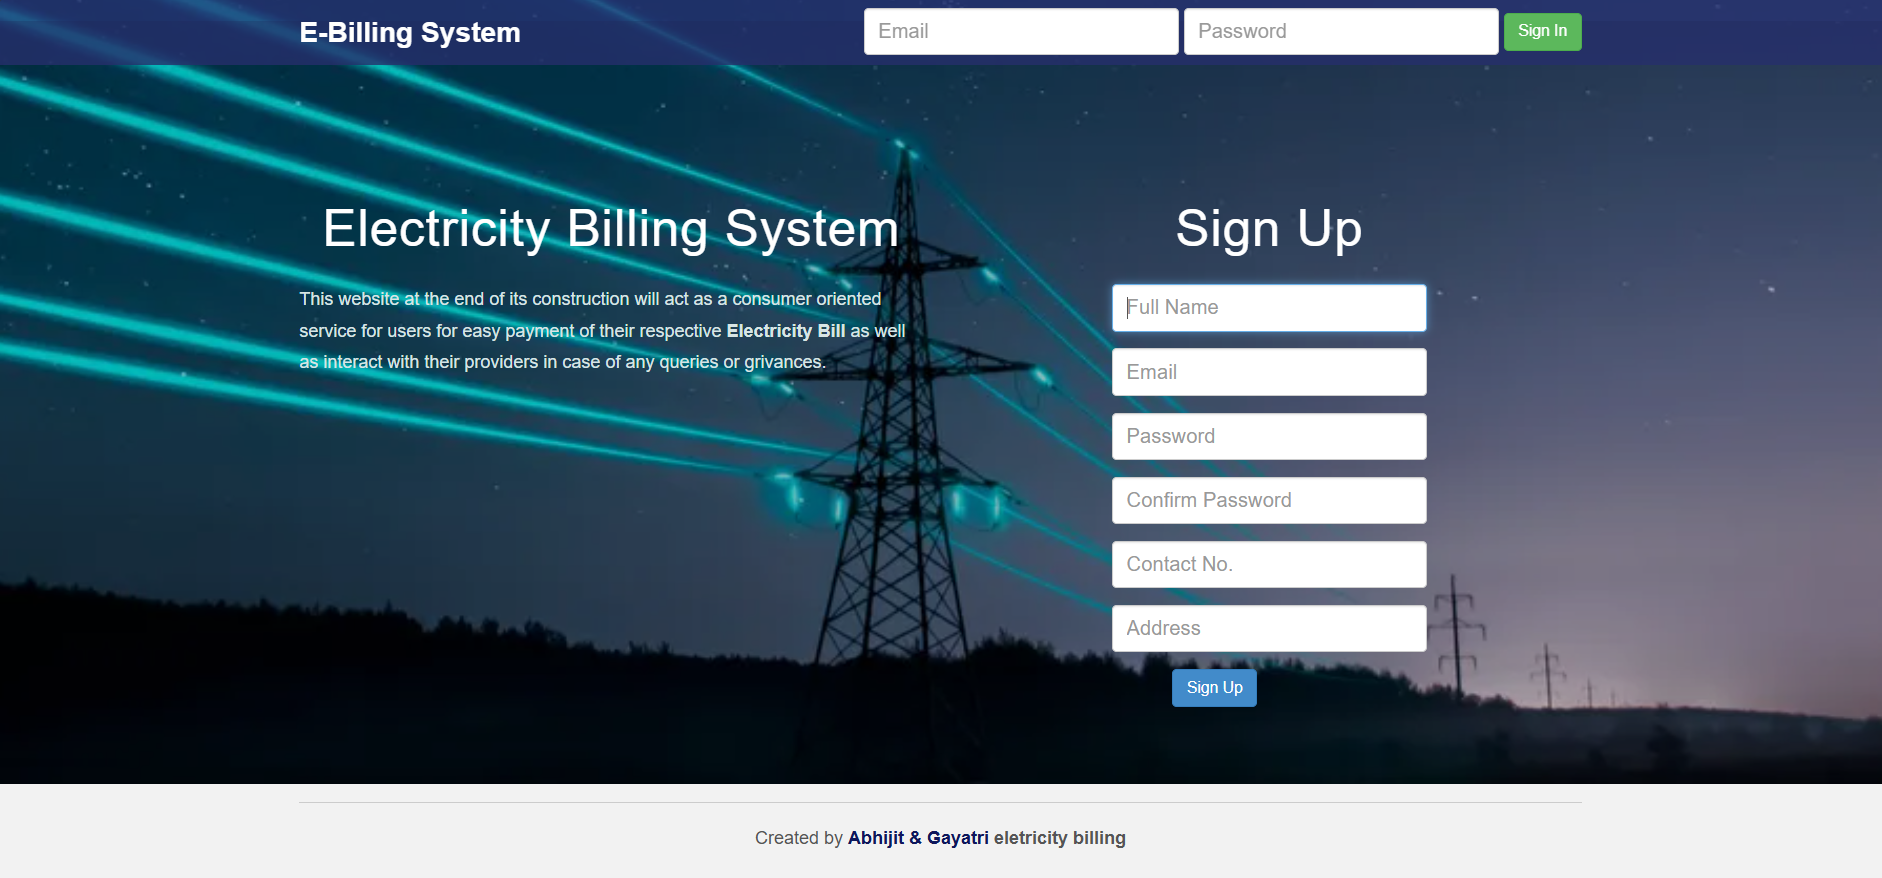 E-Billing System
Email
Password
Sign In
Electricity Billing System
This website at the end of its construction will act as a consumer oriented
service for users for easy payment of their respective Electricity Bill as well
as interact with their providers in case of any queries or grivances.
Sign Up
Full Name
Email
Password
Confirm Password
Contact No.
Address
Sign Up
Created by Abhijit & Gayatri eletricity billing